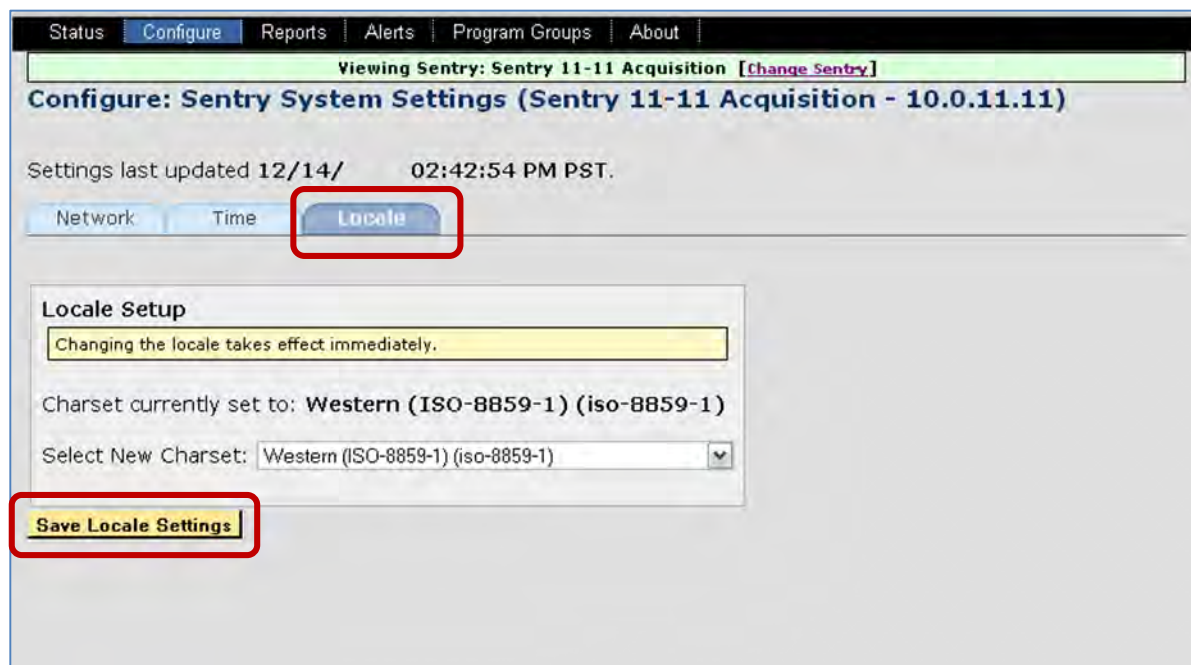 Status Configure Reports Alerts Program Groups About
Viewing Sentry: Sentry 11-11 Acquisition [Change Sentry]
Configure: Sentry System Settings (Sentry 11-11 Acquisition - 10.0.11.11)
Settings last updated 12/14/ 02:42:54 PM PST.
Network Time Locale
Locale Setup
Changing the locale takes effect immediately.
Charset currently set to: Western (ISO-8859-1) (iso-8859-1)
Select New Charset: Western (ISO-8859-1) (iso-8859-1)
Save Locale Settings